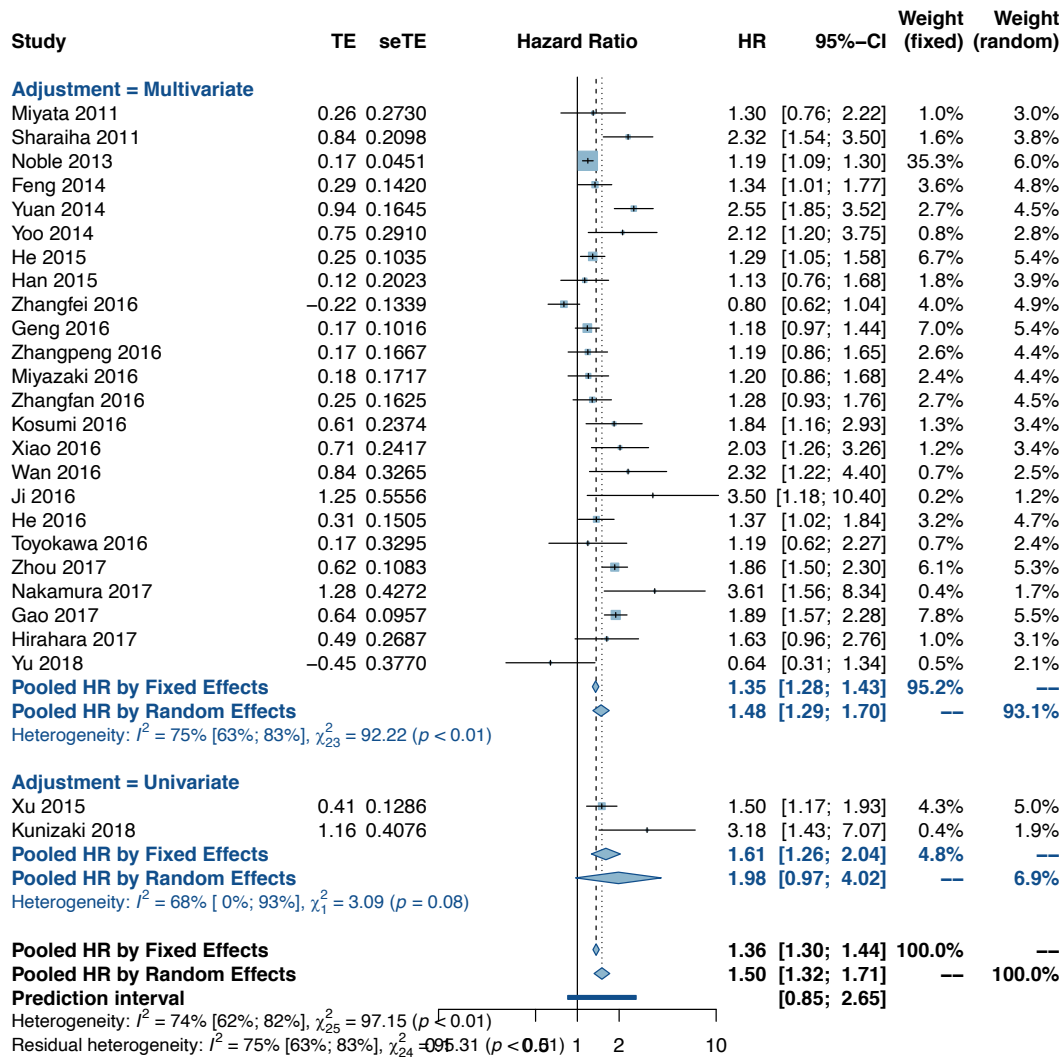 Weight Weight
Study TE seTE Hazard Ratio HR 95%−CI (fixed) (random)
Adjustment = Multivariate
Miyata 2011 0.26 0.2730 1.30 [0.76; 2.22] 1.0% 3.0%
Sharaiha 2011 0.84 0.2098 2.32 [1.54; 3.50] 1.6% 3.8%
Noble 2013 0.17 0.0451 1.19 [1.09; 1.30] 35.3% 6.0%
Feng 2014 0.29 0.1420 1.34 [1.01; 1.77] 3.6% 4.8%
Yuan 2014 0.94 0.1645 2.55 [1.85; 3.52] 2.7% 4.5%
Yoo 2014 0.75 0.2910 2.12 [1.20; 3.75] 0.8% 2.8%
He 2015 0.25 0.1035 1.29 [1.05; 1.58] 6.7% 5.4%
Han 2015 0.12 0.2023 1.13 [0.76; 1.68] 1.8% 3.9%
Zhangfei 2016 −0.22 0.1339 0.80 [0.62; 1.04] 4.0% 4.9%
Geng 2016 0.17 0.1016 1.18 [0.97; 1.44] 7.0% 5.4%
Zhangpeng 2016 0.17 0.1667 1.19 [0.86; 1.65] 2.6% 4.4%
Miyazaki 2016 0.18 0.1717 1.20 [0.86; 1.68] 2.4% 4.4%
Zhangfan 2016 0.25 0.1625 1.28 [0.93; 1.76] 2.7% 4.5%
Kosumi 2016 0.61 0.2374 1.84 [1.16; 2.93] 1.3% 3.4%
Xiao 2016 0.71 0.2417 2.03 [1.26; 3.26] 1.2% 3.4%
Wan 2016 0.84 0.3265 2.32 [1.22; 4.40] 0.7% 2.5%
Ji 2016 1.25 0.5556 3.50 [1.18; 10.40] 0.2% 1.2%
He 2016 0.31 0.1505 1.37 [1.02; 1.84] 3.2% 4.7%
Toyokawa 2016 0.17 0.3295 1.19 [0.62; 2.27] 0.7% 2.4%
Zhou 2017 0.62 0.1083 1.86 [1.50; 2.30] 6.1% 5.3%
Nakamura 2017 1.28 0.4272 3.61 [1.56; 8.34] 0.4% 1.7%
Gao 2017 0.64 0.0957 1.89 [1.57; 2.28] 7.8% 5.5%
Hirahara 2017 0.49 0.2687 1.63 [0.96; 2.76] 1.0% 3.1%
Yu 2018 −0.45 0.3770 0.64 [0.31; 1.34] 0.5% 2.1%
Pooled HR by Fixed Effects 1.35 [1.28; 1.43] 95.2% −−
Pooled HR by Random Effects 1.48 [1.29; 1.70] −− 93.1%
Heterogeneity: I² = 75% [63%; 83%], χ²₂₃ = 92.22 (p < 0.01)
Adjustment = Univariate
Xu 2015 0.41 0.1286 1.50 [1.17; 1.93] 4.3% 5.0%
Kunizaki 2018 1.16 0.4076 3.18 [1.43; 7.07] 0.4% 1.9%
Pooled HR by Fixed Effects 1.61 [1.26; 2.04] 4.8% −−
Pooled HR by Random Effects 1.98 [0.97; 4.02] −− 6.9%
Heterogeneity: I² = 68% [ 0%; 93%], χ²₁ = 3.09 (p = 0.08)
Pooled HR by Fixed Effects 1.36 [1.30; 1.44] 100.0% −−
Pooled HR by Random Effects 1.50 [1.32; 1.71] −− 100.0%
Prediction interval [0.85; 2.65]
Heterogeneity: I² = 74% [62%; 82%], χ²₂₅ = 97.15 (p < 0.01)
Residual heterogeneity: I² = 75% [63%; 83%], χ²₂₄ = 95.31 (p < 0.01)
0.1 0.5 1 2 10